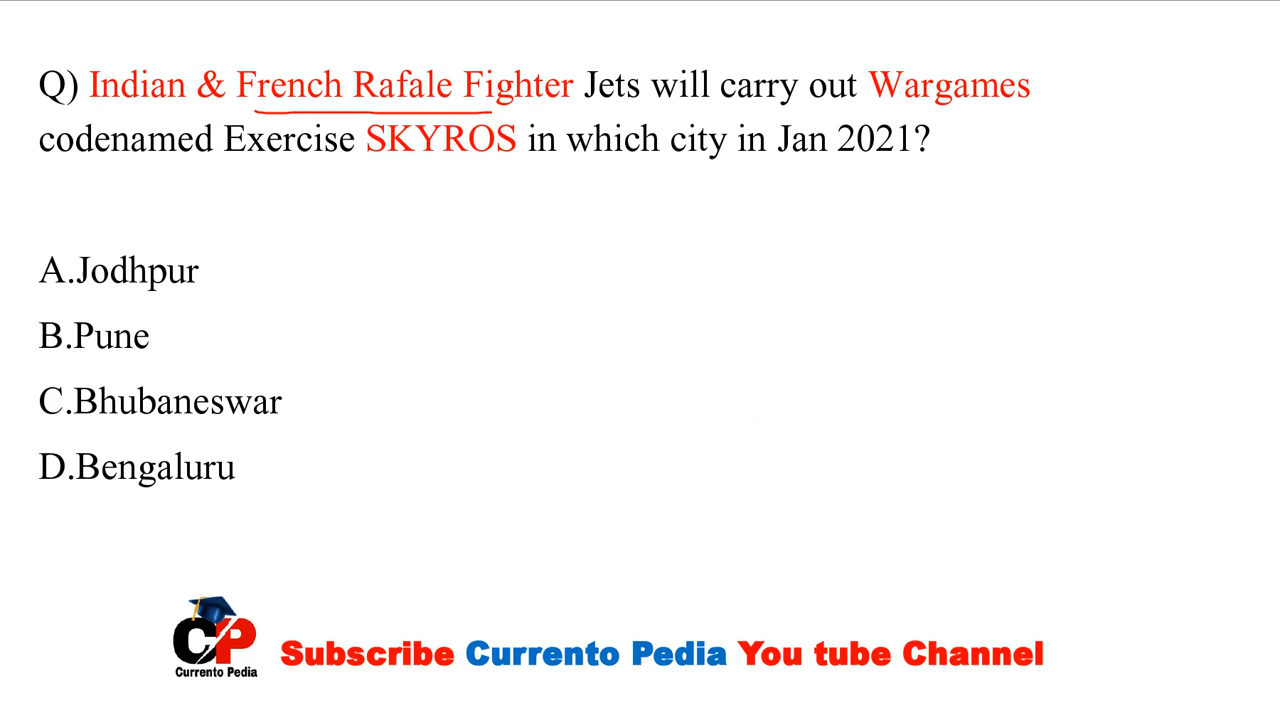 Q) Indian & French Rafale Fighter Jets will carry out Wargames
codenamed Exercise SKYROS in which city in Jan 2021?
A.Jodhpur
B.Pune
C.Bhubaneswar
D.Bengaluru
CP
Currento Pedia
Subscribe Currento Pedia You tube Channel